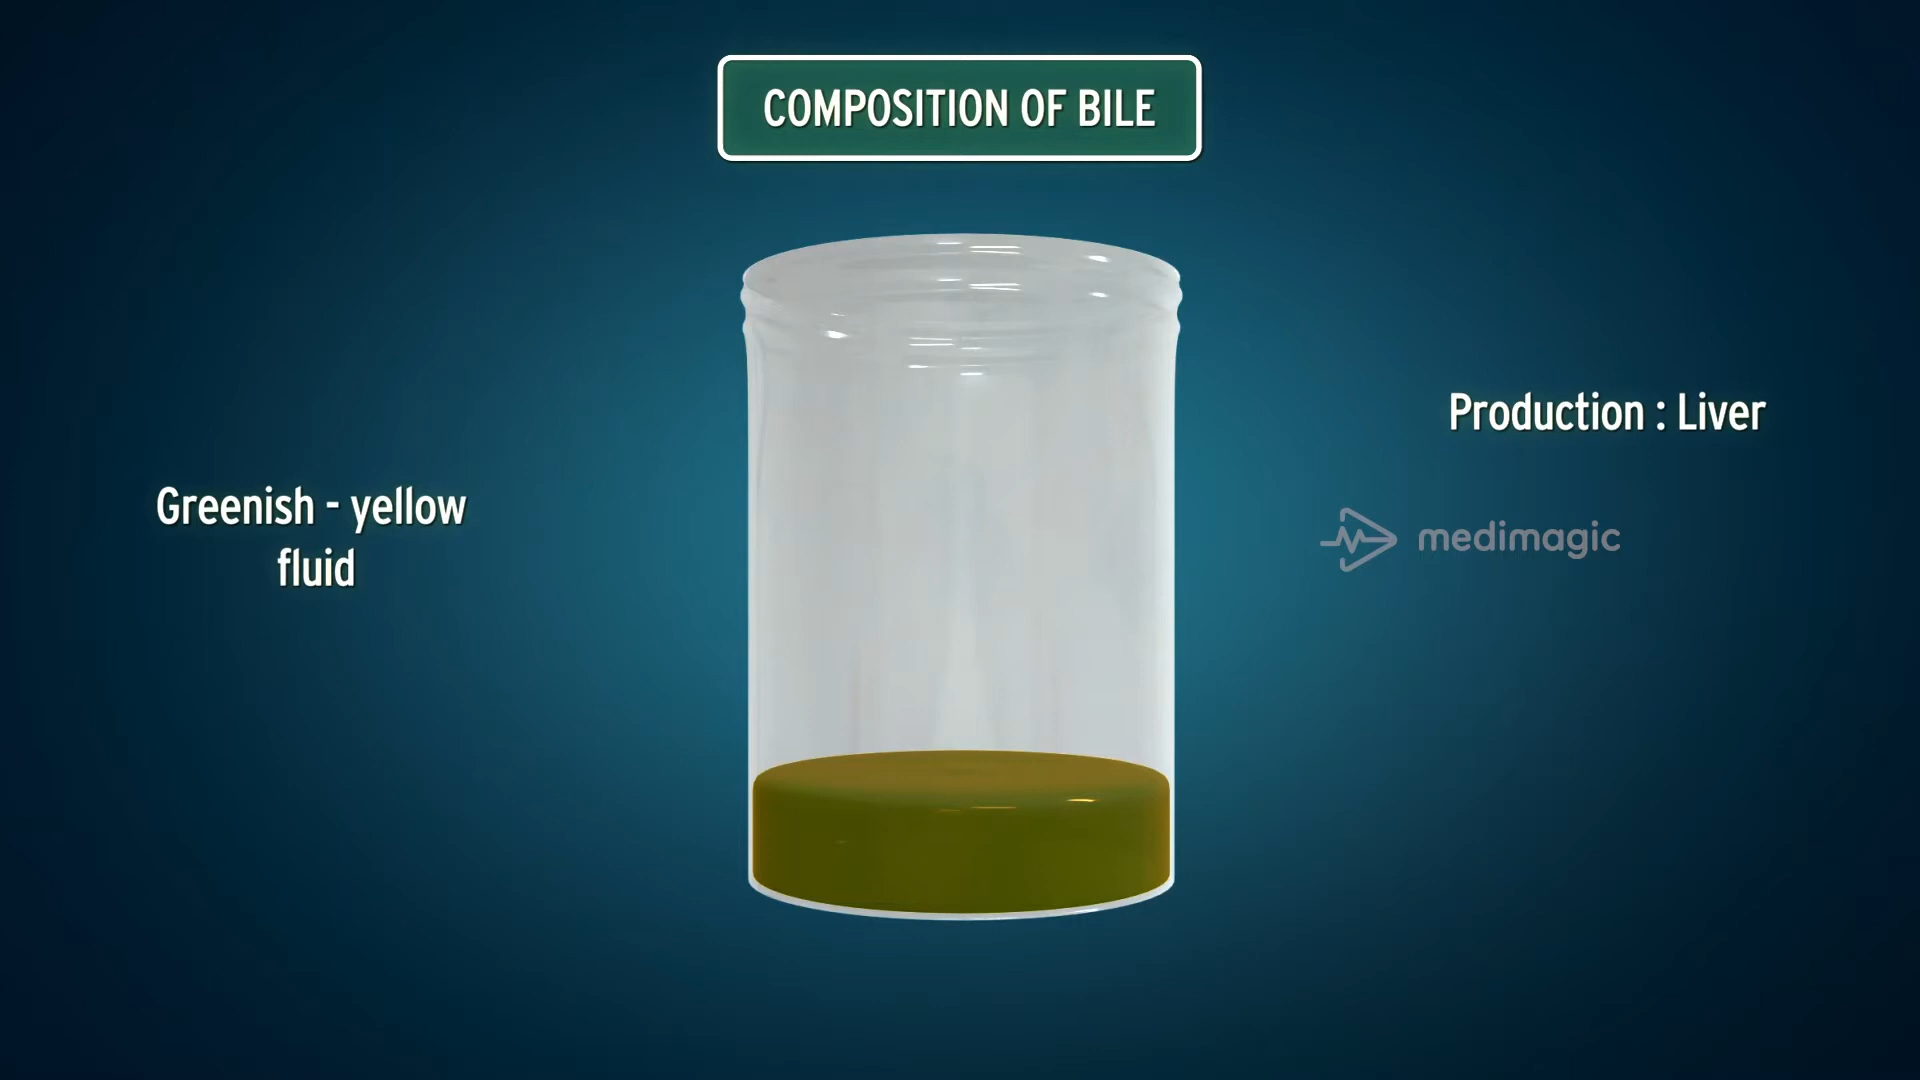 COMPOSITION OF BILE
Greenish - yellow
fluid
Production : Liver
medimagic